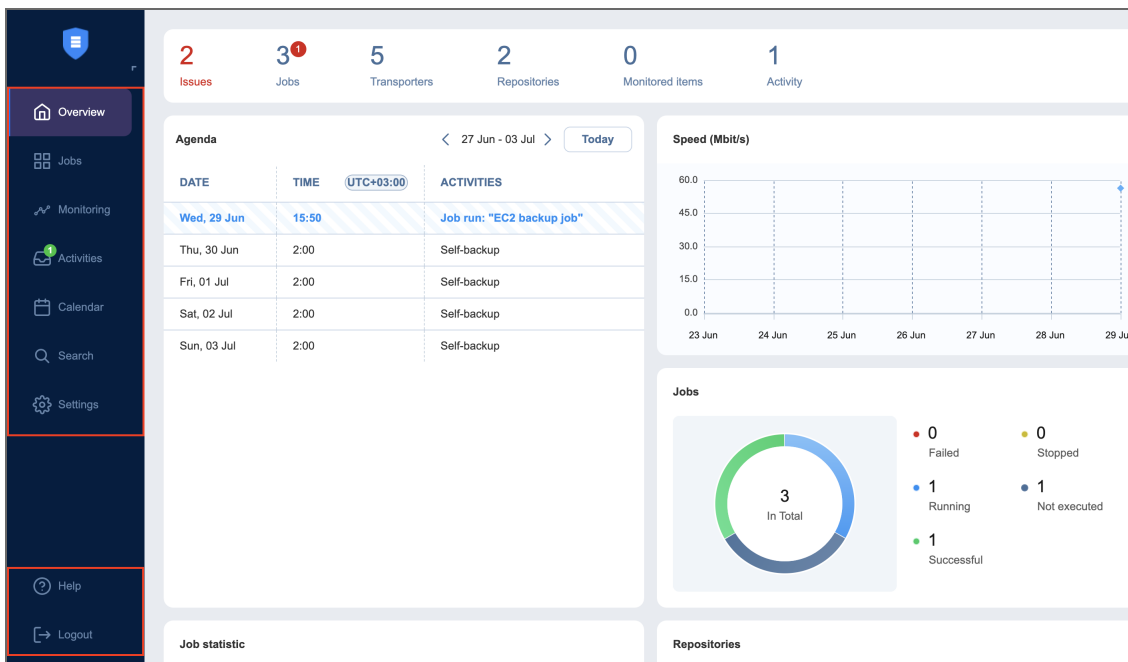 Overview
Jobs
Monitoring
1
Activities
Calendar
Search
Settings
Help
Logout
2 3 1 5 2 0 1
Issues Jobs Transporters Repositories Monitored items Activity
Agenda 27 Jun - 03 Jul Today
DATE TIME UTC+03:00 ACTIVITIES
Wed, 29 Jun 15:50 Job run: "EC2 backup job"
Thu, 30 Jun 2:00 Self-backup
Fri, 01 Jul 2:00 Self-backup
Sat, 02 Jul 2:00 Self-backup
Sun, 03 Jul 2:00 Self-backup
Speed (Mbit/s)
60.0
45.0
30.0
15.0
0.0
23 Jun 24 Jun 25 Jun 26 Jun 27 Jun 28 Jun 29 Ju
Jobs
3
In Total
0 0
Failed Stopped
1 1
Running Not executed
1
Successful
Job statistic
Repositories